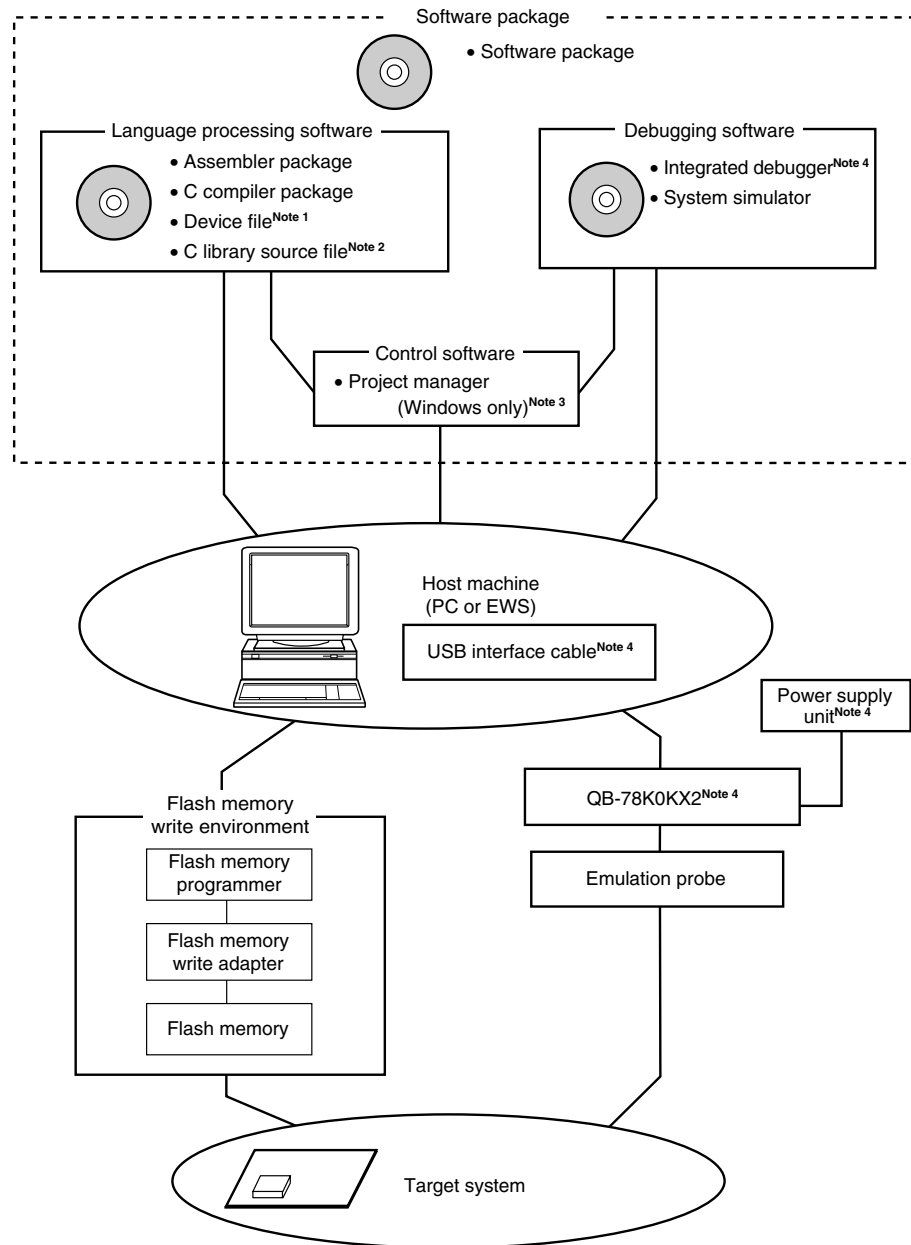 Software package
• Software package
Language processing software
• Assembler package
• C compiler package
• Device fileNote 1
• C library source fileNote 2
Debugging software
• Integrated debuggerNote 4
• System simulator
Control software
• Project manager
(Windows only)Note 3
Host machine
(PC or EWS)
USB interface cableNote 4
Power supply
unitNote 4
QB-78K0KX2Note 4
Emulation probe
Flash memory
write environment
Flash memory
programmer
Flash memory
write adapter
Flash memory
Target system